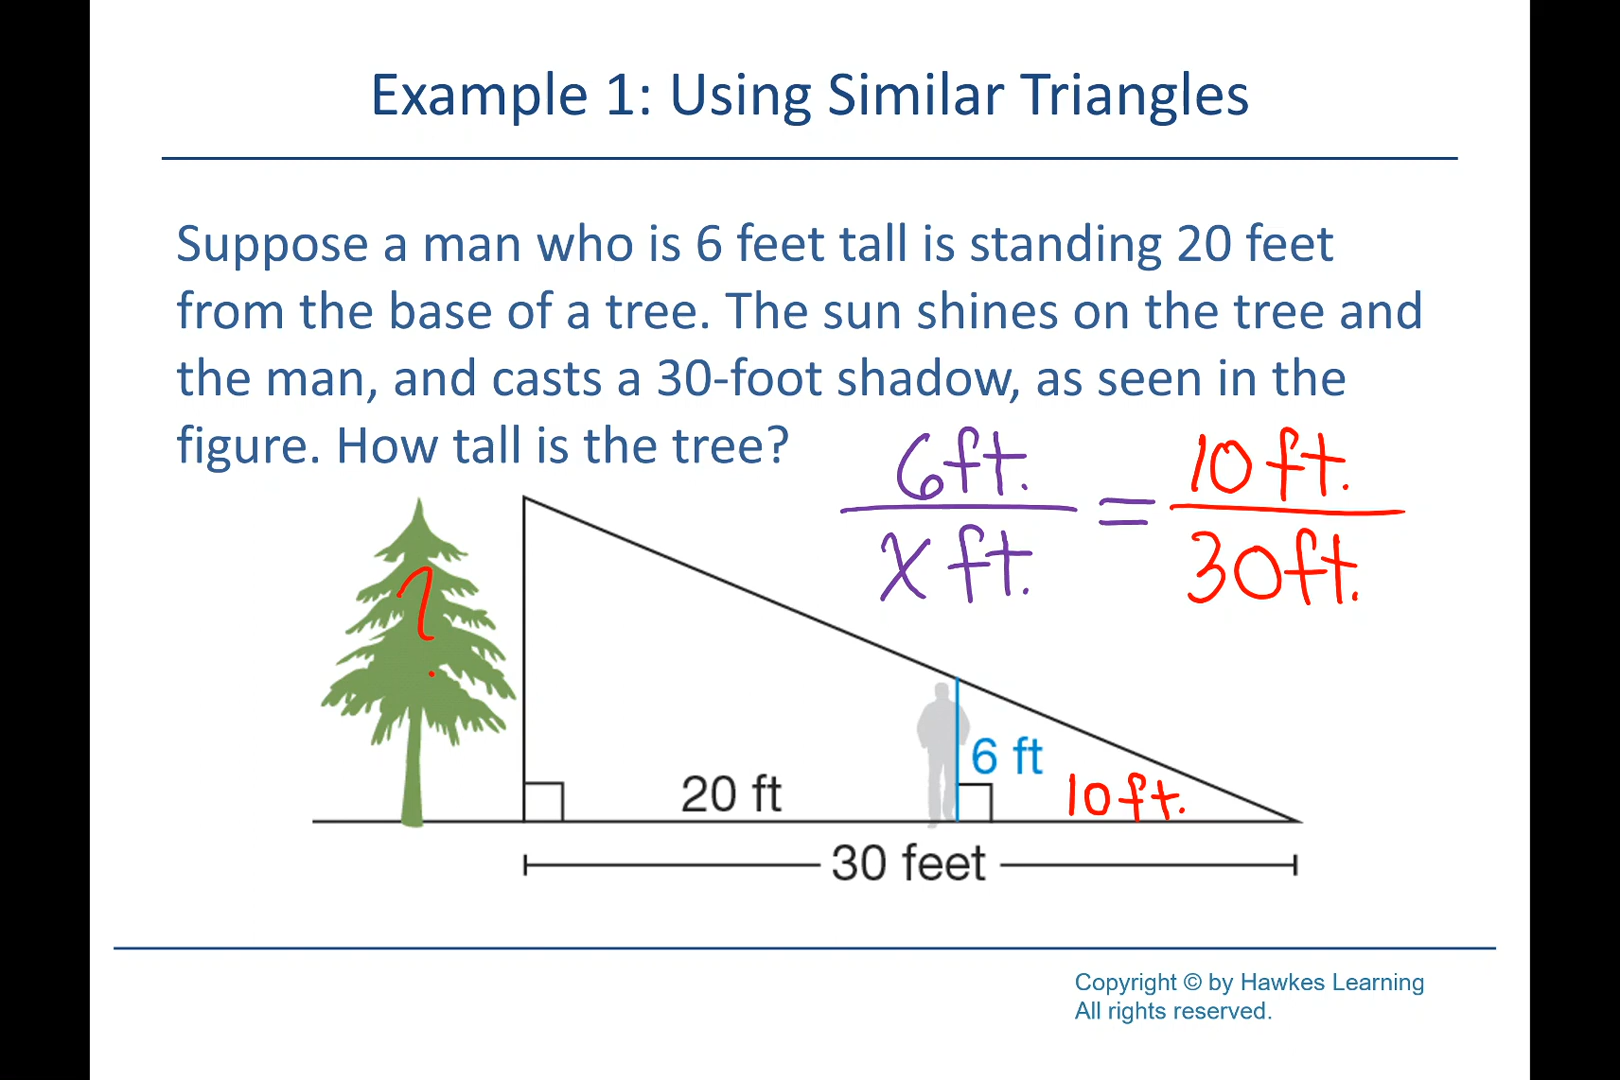 Example 1: Using Similar Triangles
Suppose a man who is 6 feet tall is standing 20 feet
from the base of a tree. The sun shines on the tree and
the man, and casts a 30-foot shadow, as seen in the
figure. How tall is the tree?
6ft. = 10ft.
xft. 30ft.
?
6 ft
20 ft
10ft.
30 feet
Copyright © by Hawkes Learning
All rights reserved.